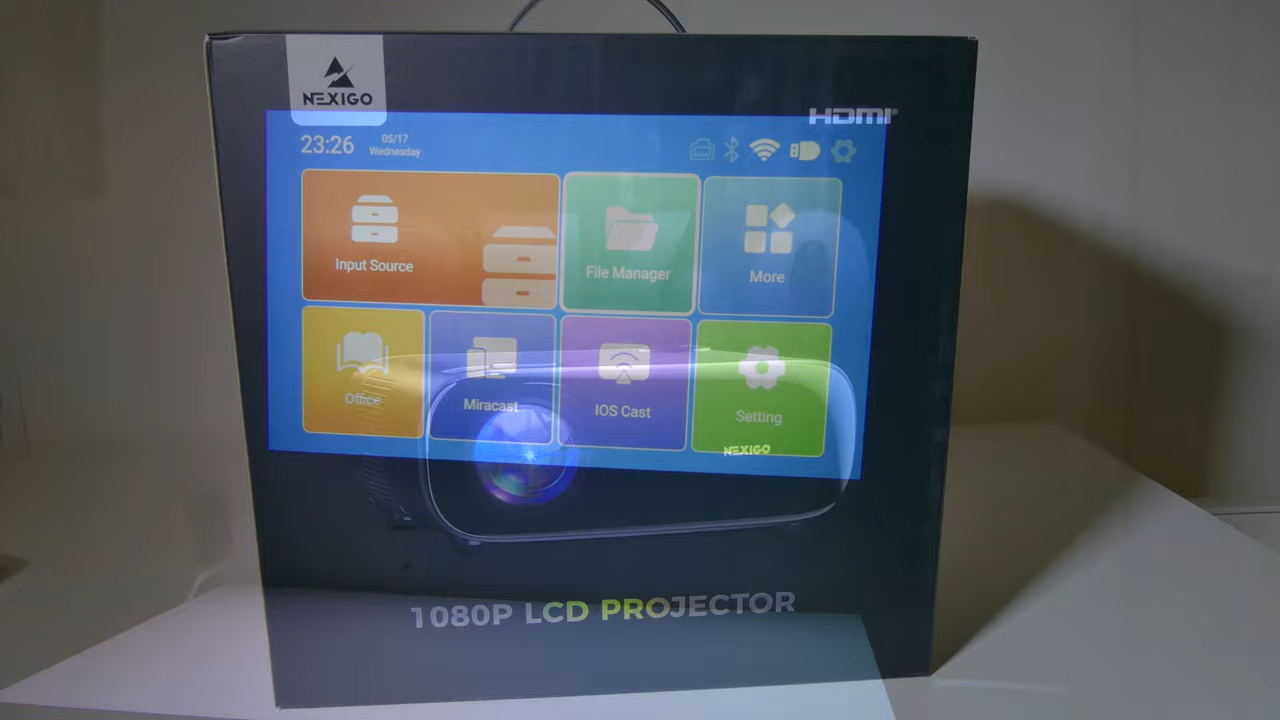 NEXIGO
HDMI®
23:26
05/17
Wednesday
Input Source
File Manager
More
Office
Miracast
IOS Cast
Setting
NEXIGO
1080P LCD PROJECTOR